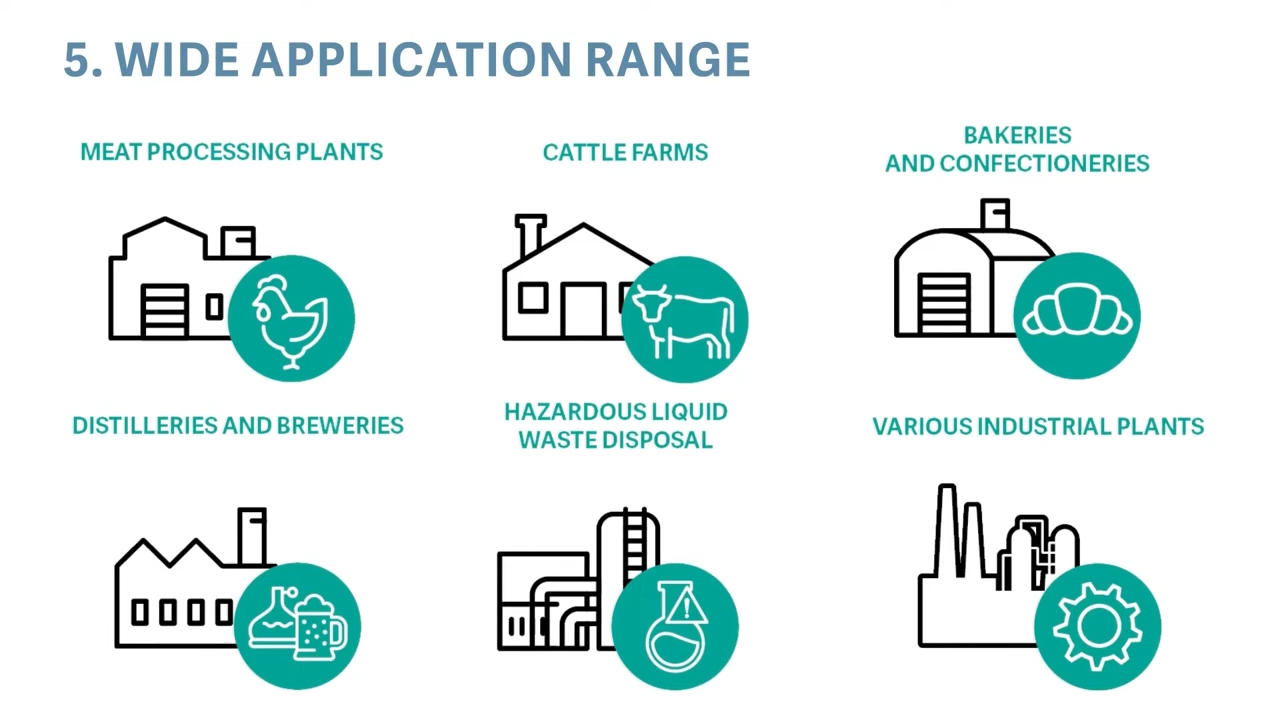 5. WIDE APPLICATION RANGE
MEAT PROCESSING PLANTS
CATTLE FARMS
BAKERIES
AND CONFECTIONERIES
DISTILLERIES AND BREWERIES
HAZARDOUS LIQUID
WASTE DISPOSAL
VARIOUS INDUSTRIAL PLANTS